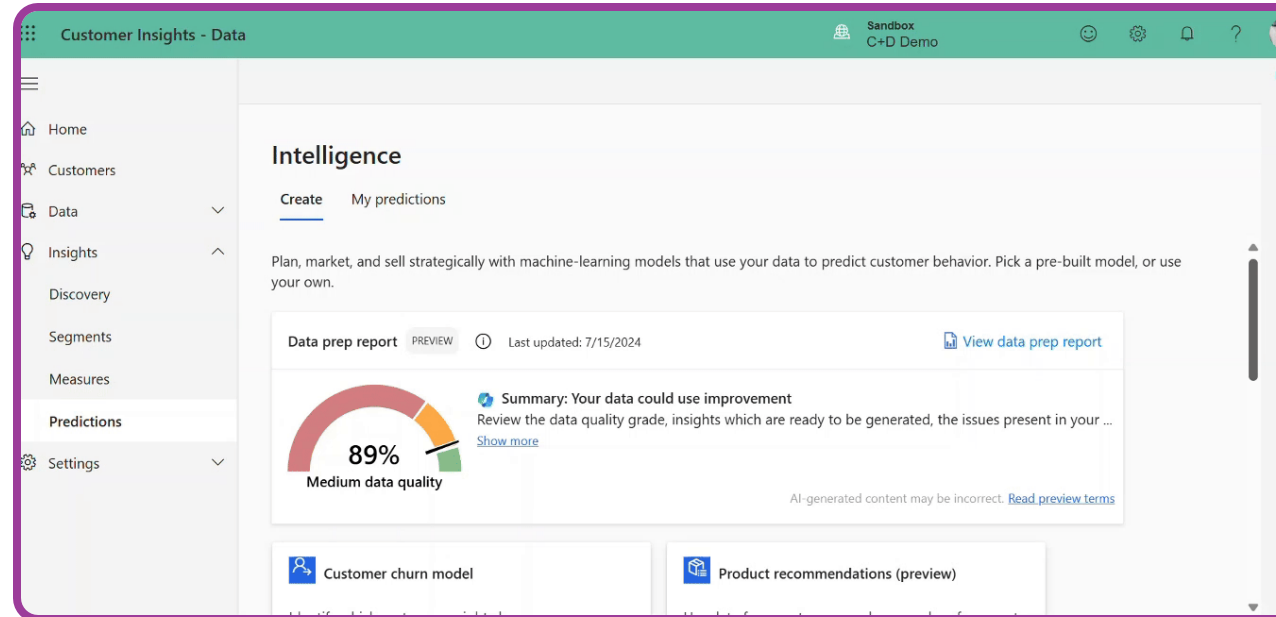 Customer Insights - Data
Sandbox
C+D Demo
Home
Customers
Data
Insights
Discovery
Segments
Measures
Predictions
Settings
Intelligence
Create My predictions
Plan, market, and sell strategically with machine-learning models that use your data to predict customer behavior. Pick a pre-built model, or use
your own.
Data prep report PREVIEW Last updated: 7/15/2024 View data prep report
Summary: Your data could use improvement
Review the data quality grade, insights which are ready to be generated, the issues present in your ...
Show more
89%
Medium data quality
AI-generated content may be incorrect. Read preview terms
Customer churn model
Product recommendations (preview)